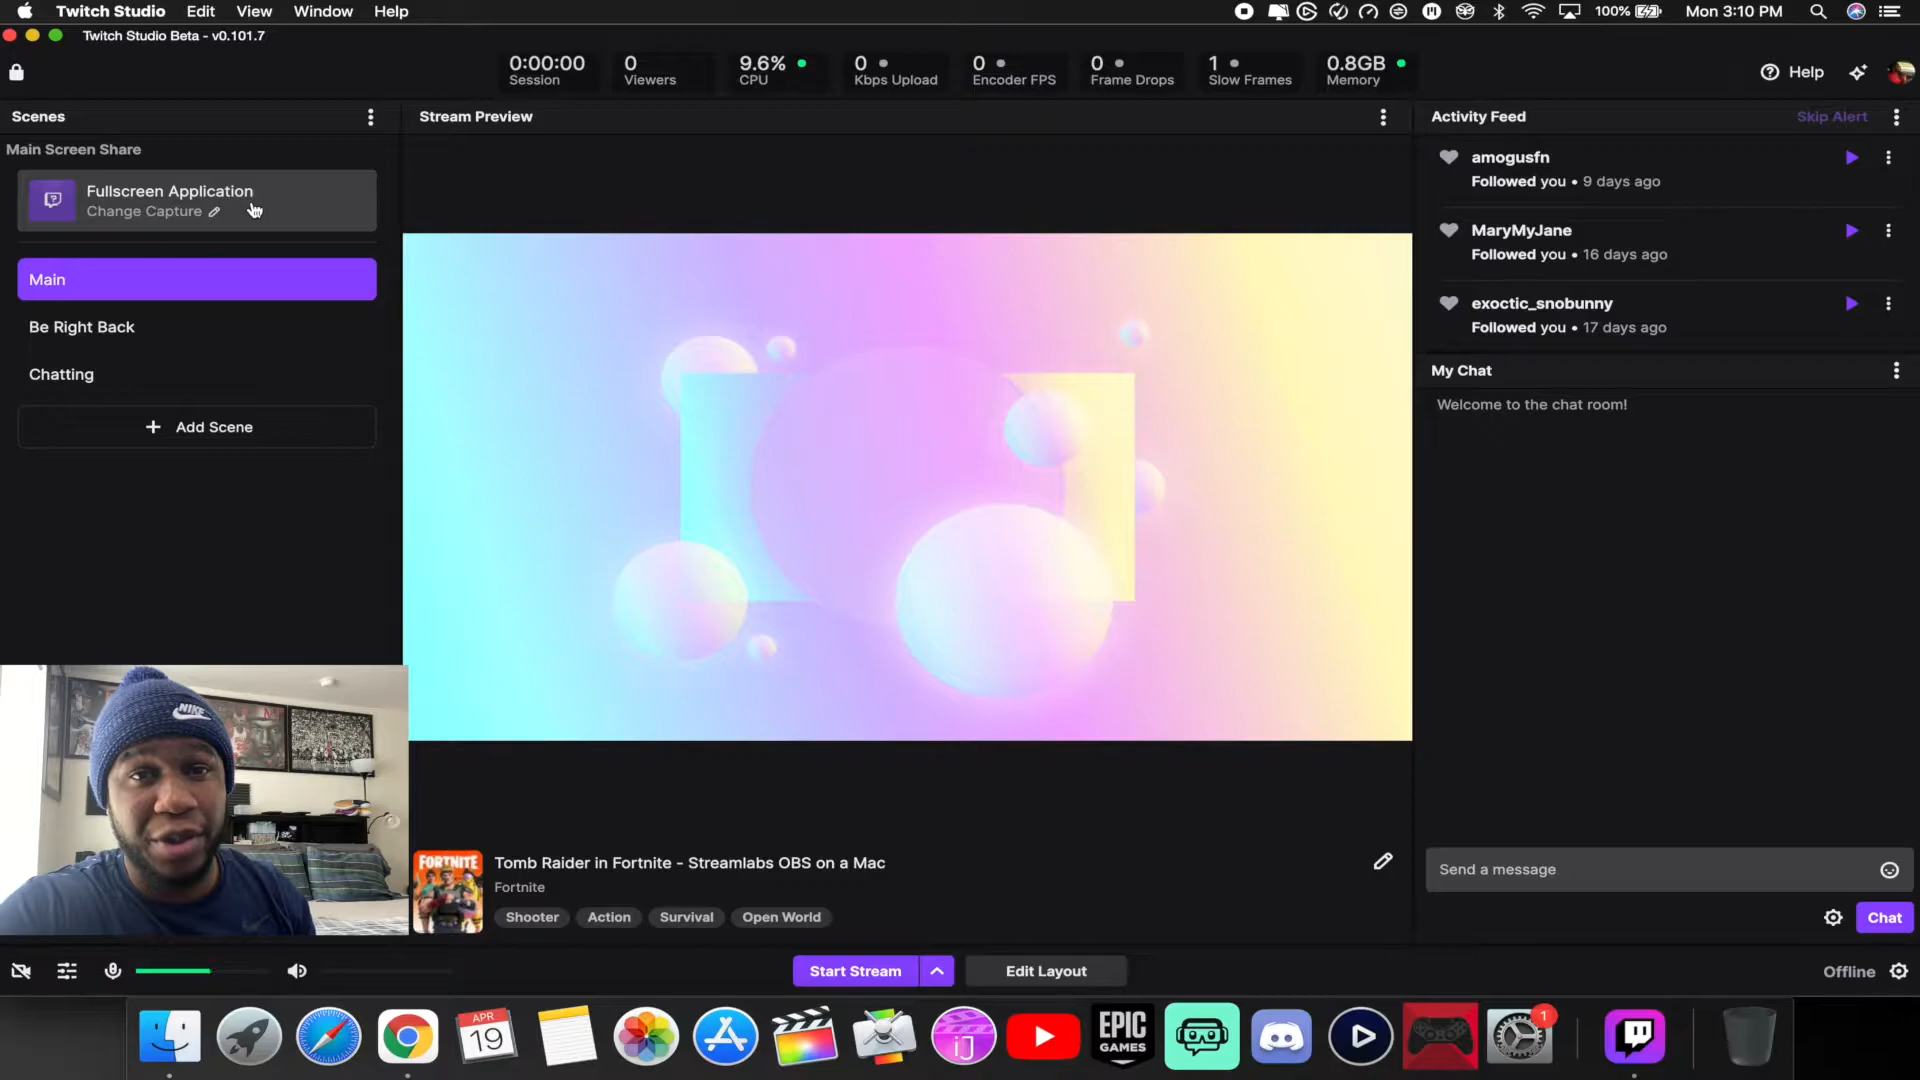 Twitch Studio Edit View Window Help
100% Mon 3:10 PM
Twitch Studio Beta - v0.101.7
0:00:00 0 9.6% 0 0 0 1 0.8GB
Session Viewers CPU Kbps Upload Encoder FPS Frame Drops Slow Frames Memory
Help
Scenes
Stream Preview
Activity Feed
Skip Alert
Main Screen Share
Fullscreen Application
Change Capture
Main
Be Right Back
Chatting
+ Add Scene
amogusfn
Followed you • 9 days ago
MaryMyJane
Followed you • 16 days ago
exoctic_snobunny
Followed you • 17 days ago
My Chat
Welcome to the chat room!
NIKE
FORTNITE
Tomb Raider in Fortnite - Streamlabs OBS on a Mac
Fortnite
Shooter Action Survival Open World
Send a message
Chat
Start Stream
Edit Layout
Offline
APR
19
iJ
EPIC
GAMES
1